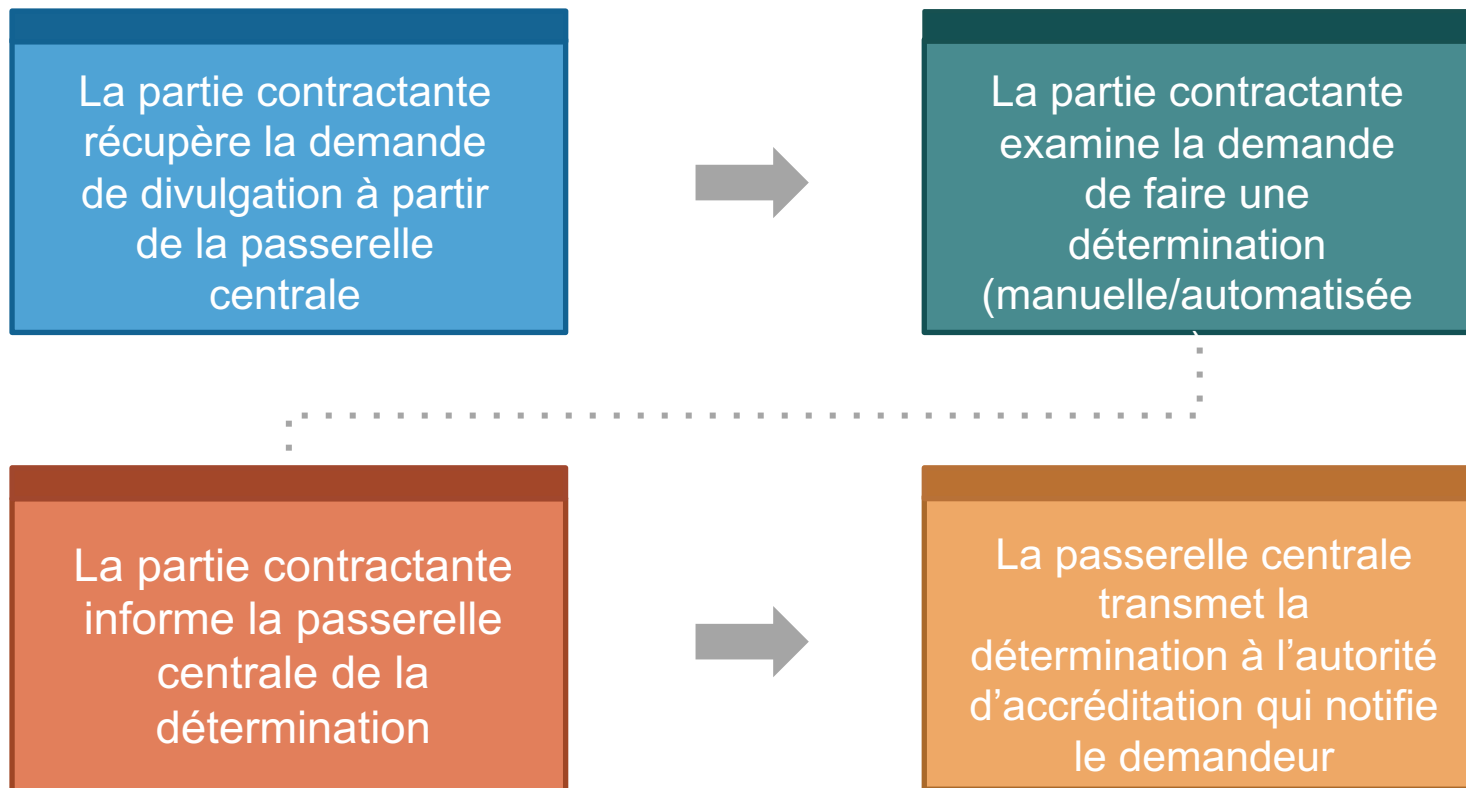 La partie contractante
récupère la demande
de divulgation à partir
de la passerelle
centrale
La partie contractante
examine la demande
de faire une
détermination
(manuelle/automatisée
)
La partie contractante
informe la passerelle
centrale de la
détermination
La passerelle centrale
transmet la
détermination à l’autorité
d’accréditation qui notifie
le demandeur